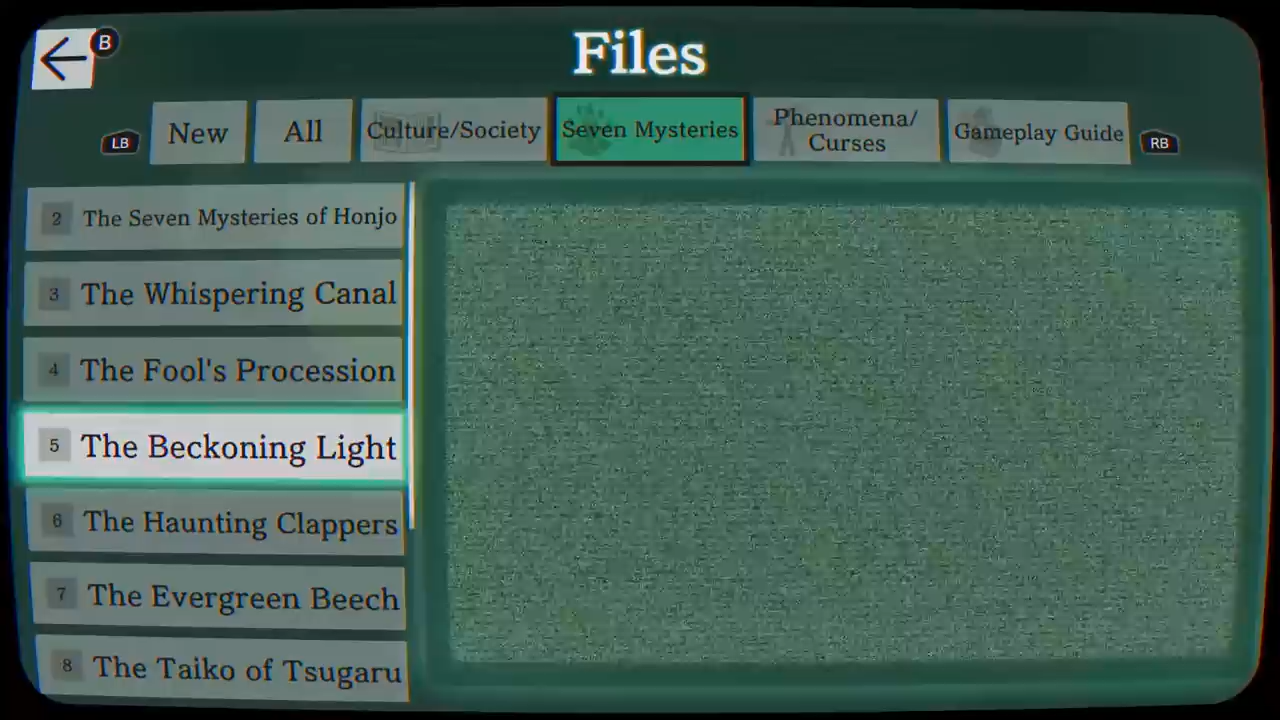 B
Files
LB
New
All
Culture/Society
Seven Mysteries
Phenomena/
Curses
Gameplay Guide
RB
2 The Seven Mysteries of Honjo
3 The Whispering Canal
4 The Fool's Procession
5 The Beckoning Light
6 The Haunting Clappers
7 The Evergreen Beech
8 The Taiko of Tsugaru